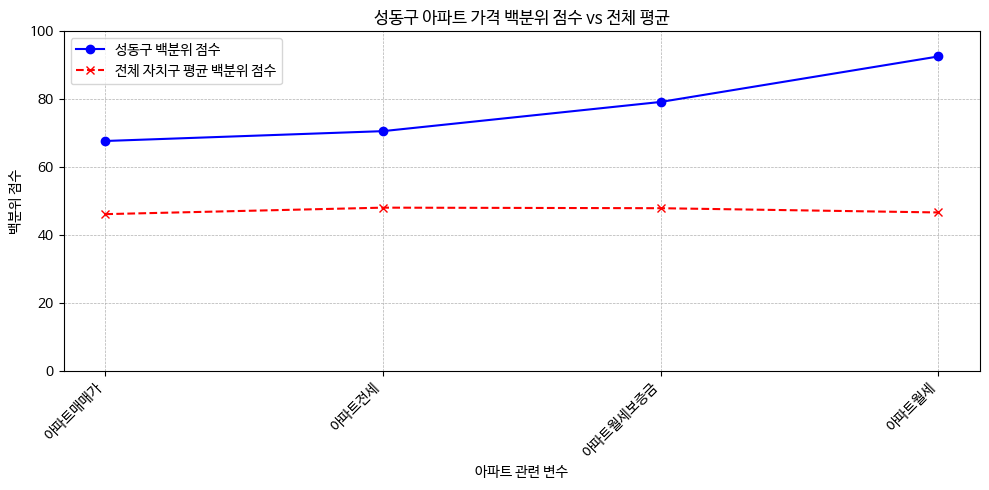 성동구 아파트 가격 백분위 점수 vs 전체 평균
성동구 백분위 점수
전체 자치구 평균 백분위 점수
백분위 점수
100
80
60
40
20
0
아파트매매가
아파트전세
아파트월세보증금
아파트월세
아파트 관련 변수